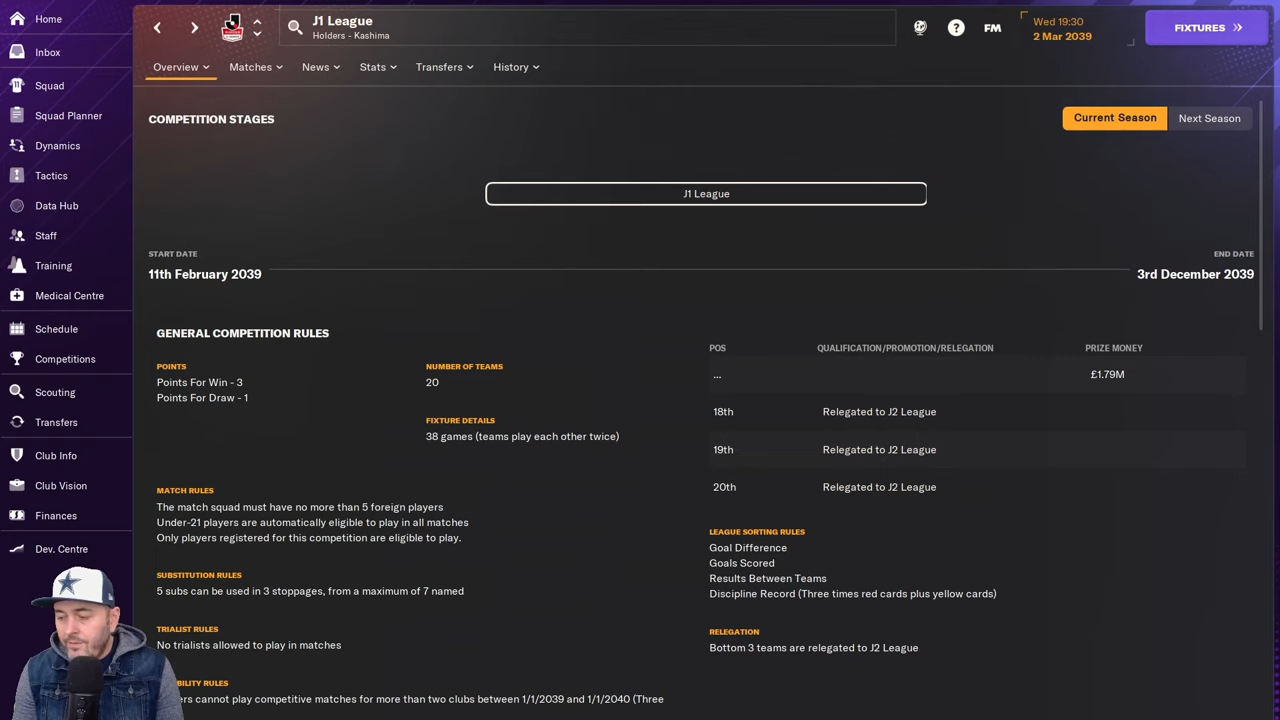 Home
Inbox
Squad
Squad Planner
Dynamics
Tactics
Data Hub
Staff
Training
Medical Centre
Schedule
Competitions
Scouting
Transfers
Club Info
Club Vision
Finances
Dev. Centre
J1 League
Holders - Kashima
FM
Wed 19:30
2 Mar 2039
FIXTURES
Overview
Matches
News
Stats
Transfers
History
COMPETITION STAGES
Current Season
Next Season
J1 League
START DATE
11th February 2039
END DATE
3rd December 2039
GENERAL COMPETITION RULES
POINTS
Points For Win - 3
Points For Draw - 1
NUMBER OF TEAMS
20
FIXTURE DETAILS
38 games (teams play each other twice)
MATCH RULES
The match squad must have no more than 5 foreign players
Under-21 players are automatically eligible to play in all matches
Only players registered for this competition are eligible to play.
SUBSTITUTION RULES
5 subs can be used in 3 stoppages, from a maximum of 7 named
TRIALIST RULES
No trialists allowed to play in matches
BILITY RULES
ers cannot play competitive matches for more than two clubs between 1/1/2039 and 1/1/2040 (Three
POS QUALIFICATION/PROMOTION/RELEGATION PRIZE MONEY
... £1.79M
18th Relegated to J2 League
19th Relegated to J2 League
20th Relegated to J2 League
LEAGUE SORTING RULES
Goal Difference
Goals Scored
Results Between Teams
Discipline Record (Three times red cards plus yellow cards)
RELEGATION
Bottom 3 teams are relegated to J2 League